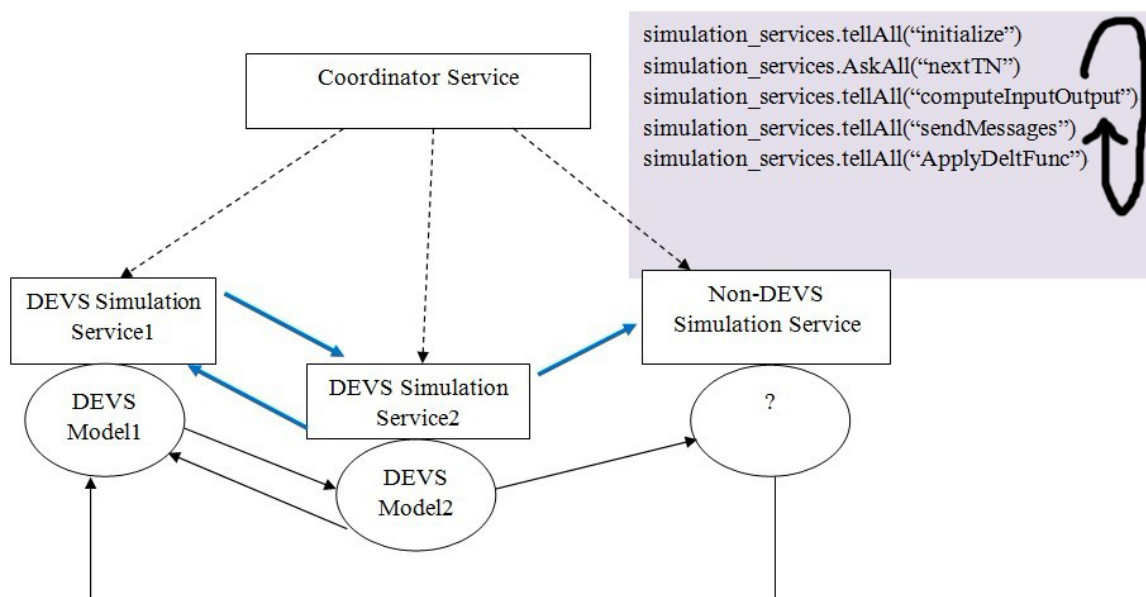 simulation_services.tellAll(“initialize”)
simulation_services.AskAll(“nextTN”)
simulation_services.tellAll(“computeInputOutput”)
simulation_services.tellAll(“sendMessages”)
simulation_services.tellAll(“ApplyDeltFunc”)
Coordinator Service
DEVS Simulation
Service1
DEVS Simulation
Service2
Non-DEVS
Simulation Service
DEVS
Model1
DEVS
Model2
?